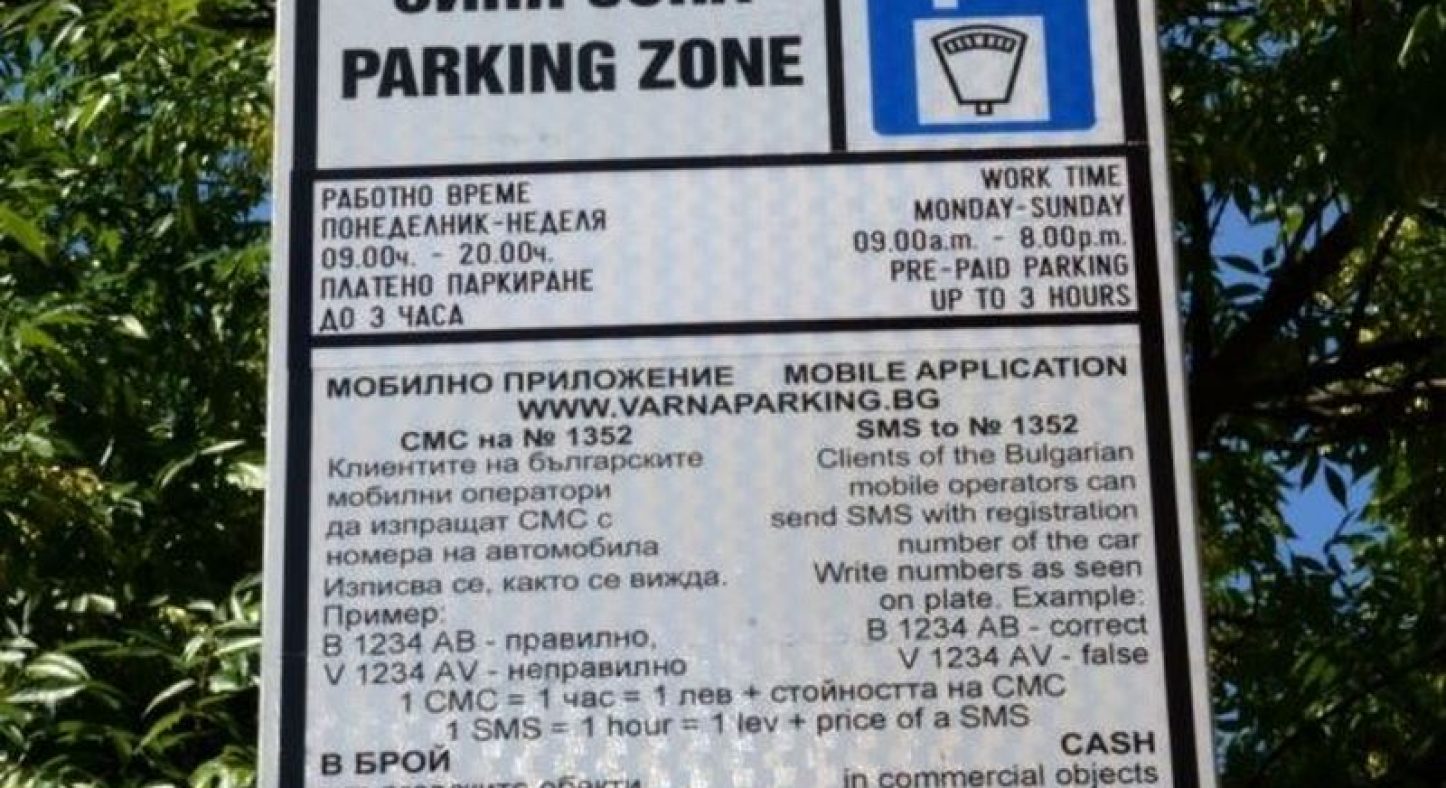 PARKING ZONE
РАБОТНО ВРЕМЕ
ПОНЕДЕЛНИК-НЕДЕЛЯ
09.00ч. - 20.00ч.
ПЛАТЕНО ПАРКИРАНЕ
ДО 3 ЧАСА
WORK TIME
MONDAY-SUNDAY
09.00a.m. - 8.00p.m.
PRE-PAID PARKING
UP TO 3 HOURS
МОБИЛНО ПРИЛОЖЕНИЕ MOBILE APPLICATION
WWW.VARNAPARKING.BG
СМС на № 1352
Клиентите на българските
мобилни оператори
да изпращат СМС с
номера на автомобила
Изписва се, както се вижда.
Пример:
В 1234 АВ - правилно,
V 1234 AV - неправилно
SMS to № 1352
Clients of the Bulgarian
mobile operators can
send SMS with registration
number of the car
Write numbers as seen
on plate. Example:
B 1234 AB - correct
V 1234 AV - false
1 СМС = 1 час = 1 лев + стойността на СМС
1 SMS = 1 hour = 1 lev + price of a SMS
В БРОЙ
CASH
in commercial objects